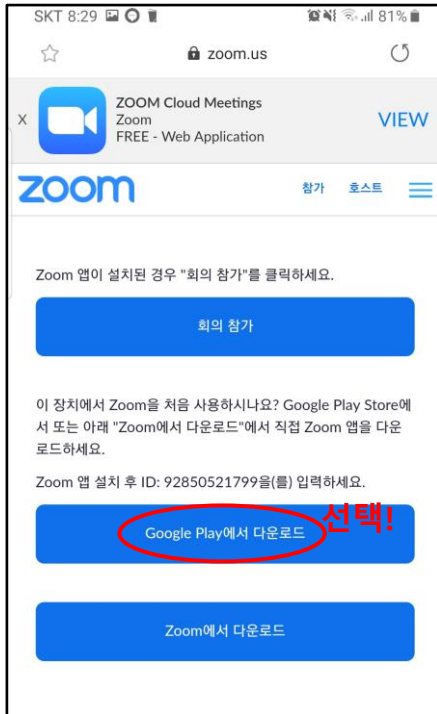 SKT 8:29 81%
zoom.us
ZOOM Cloud Meetings
X Zoom VIEW
FREE - Web Application
zoom 참가 호스트
Zoom 앱이 설치된 경우 "회의 참가"를 클릭하세요.
회의 참가
이 장치에서 Zoom을 처음 사용하시나요? Google Play Store에
서 또는 아래 "Zoom에서 다운로드"에서 직접 Zoom 앱을 다운
로드하세요.
Zoom 앱 설치 후 ID: 92850521799을(를) 입력하세요.
Google Play에서 다운로드 선택!
Zoom에서 다운로드